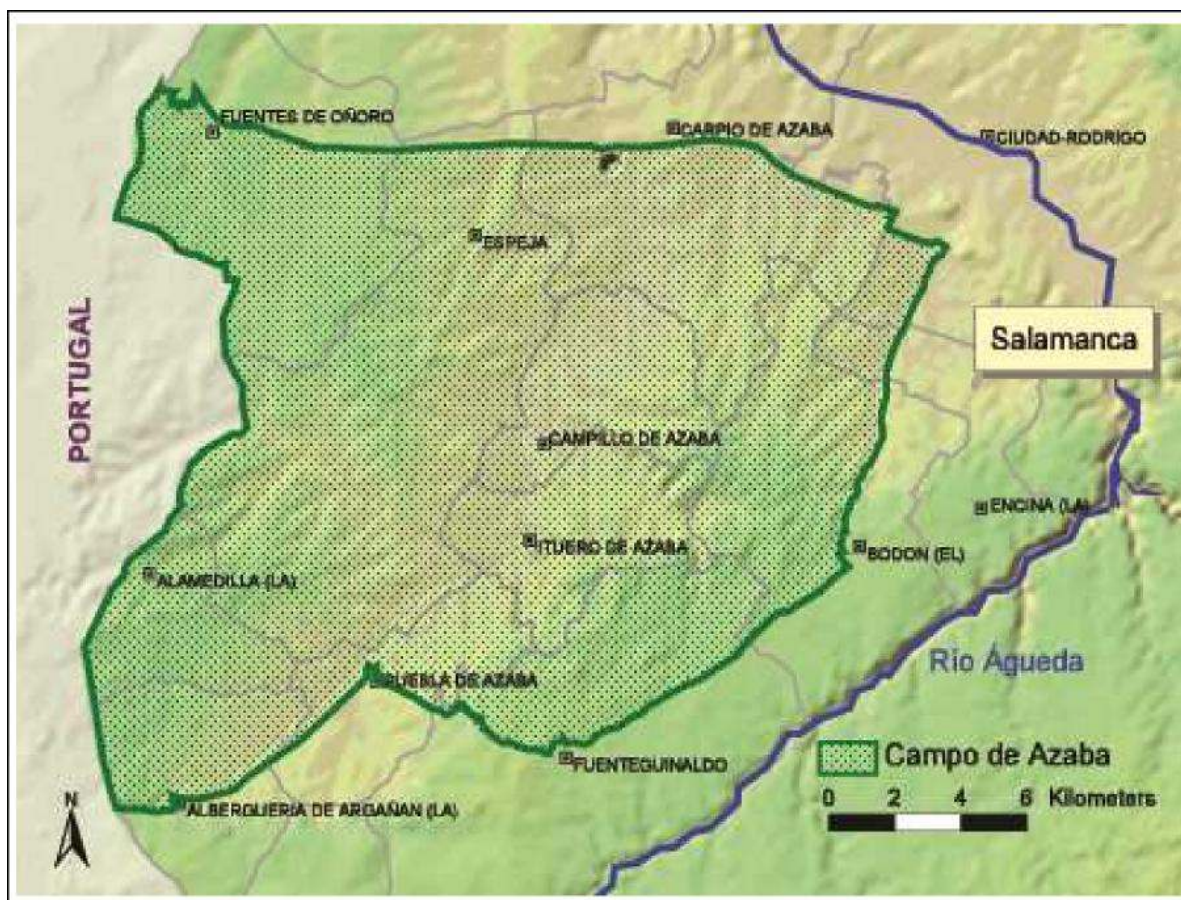 FUENTES DE OÑORO
CARPIO DE AZABA
CIUDAD-RODRIGO
ESPEJA
PORTUGAL
Salamanca
CAMPILLO DE AZABA
ENCINA (LA)
ITUERO DE AZABA
BODON (EL)
ALAMEDILLA (LA)
Río Águeda
PUEBLA DE AZABA
FUENTEGUINALDO
Campo de Azaba
0 2 4 6 Kilometers
N
ALBERGUERIA DE ARGAÑAN (LA)